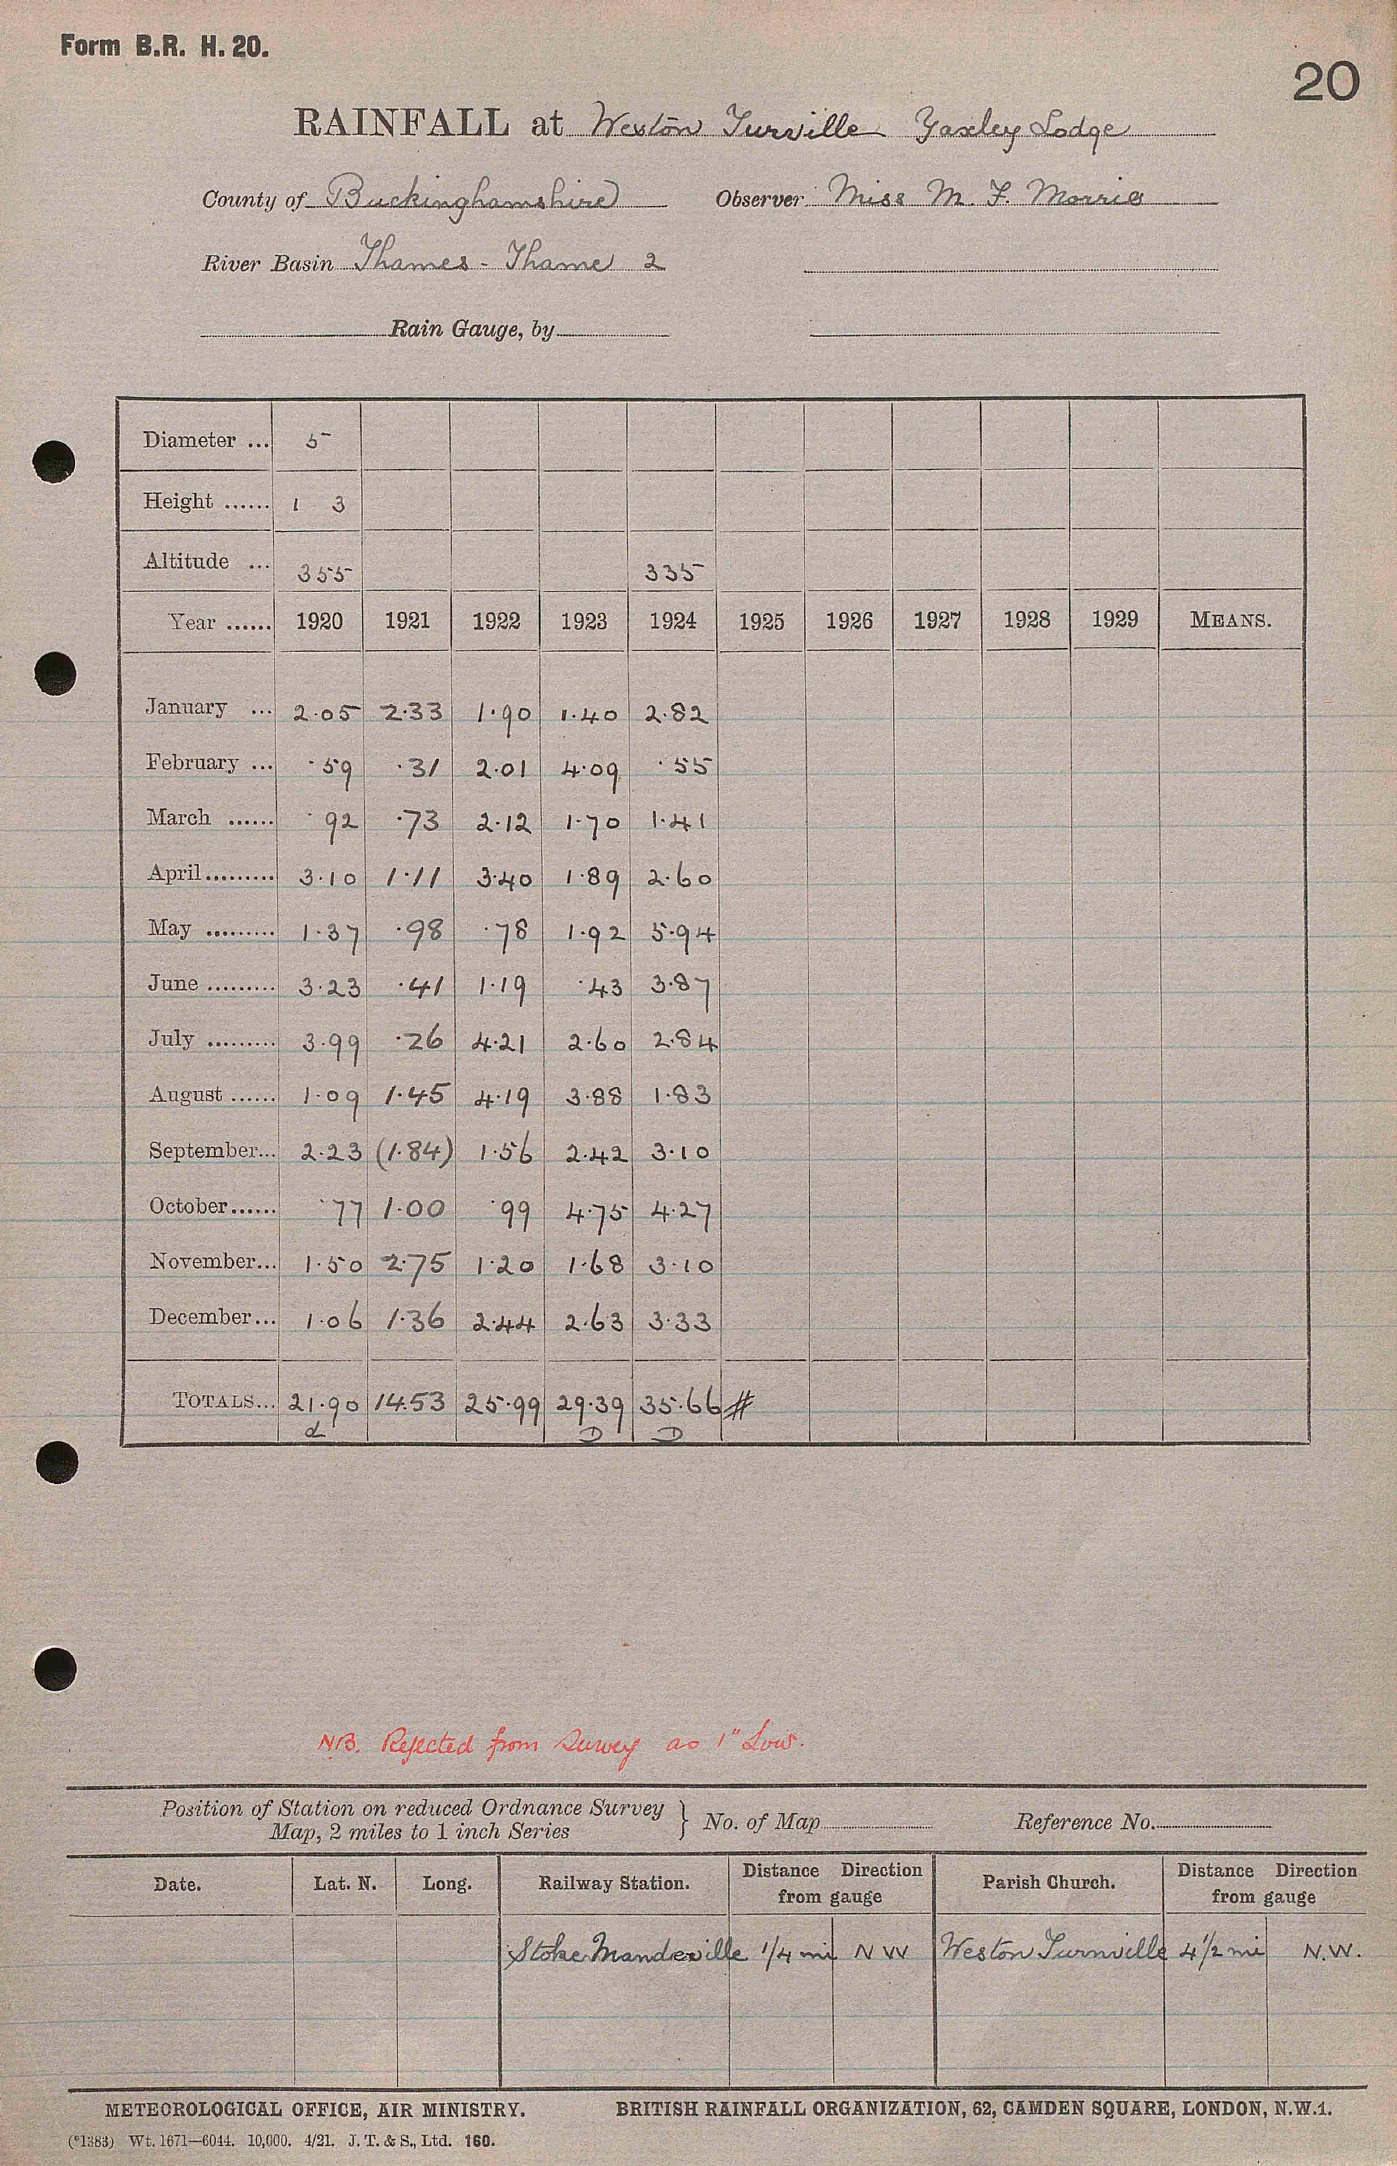 Form B.R. H. 20.
20
RAINFALL at Weston Turville Yaxley Lodge
County of Buckinghamshire Observer Miss M. F. Morris
River Basin Thames - Thame 2
Rain Gauge, by
Diameter ... 5
Height ...... 1 3
Altitude ... 355 335
Year ...... 1920 1921 1922 1923 1924 1925 1926 1927 1928 1929 MEANS.
January ... 2.05 2.33 1.90 1.40 2.82
February ... .59 .31 2.01 4.09 .55
March ...... .92 .73 2.12 1.70 1.41
April ......... 3.10 1.11 3.40 1.89 2.60
May ......... 1.37 .98 .78 1.92 5.94
June ......... 3.23 .41 1.19 .43 3.87
July ......... 3.99 .26 4.21 2.60 2.84
August ...... 1.09 1.45 4.19 3.88 1.83
September... 2.23 (1.84) 1.56 2.42 3.10
October...... .77 1.00 .99 4.75 4.27
November... 1.50 2.75 1.20 1.68 3.10
December... 1.06 1.36 2.44 2.63 3.33
TOTALS... 21.90 14.53 25.99 29.39 35.66 #
d D D
NB. Rejected from Survey as 1" Low.
Position of Station on reduced Ordnance Survey
Map, 2 miles to 1 inch Series } No. of Map Reference No.
Date. Lat. N. Long. Railway Station. Distance Direction from gauge Parish Church. Distance Direction from gauge
Stoke Mandeville 1/4 mi N W Weston Turnville 4 1/2 mi N.W.
METEOROLOGICAL OFFICE, AIR MINISTRY. BRITISH RAINFALL ORGANIZATION, 62, CAMDEN SQUARE, LONDON, N.W.1.
(*1383) Wt. 1671—6044. 10,000. 4/21. J. T. & S., Ltd. 160.